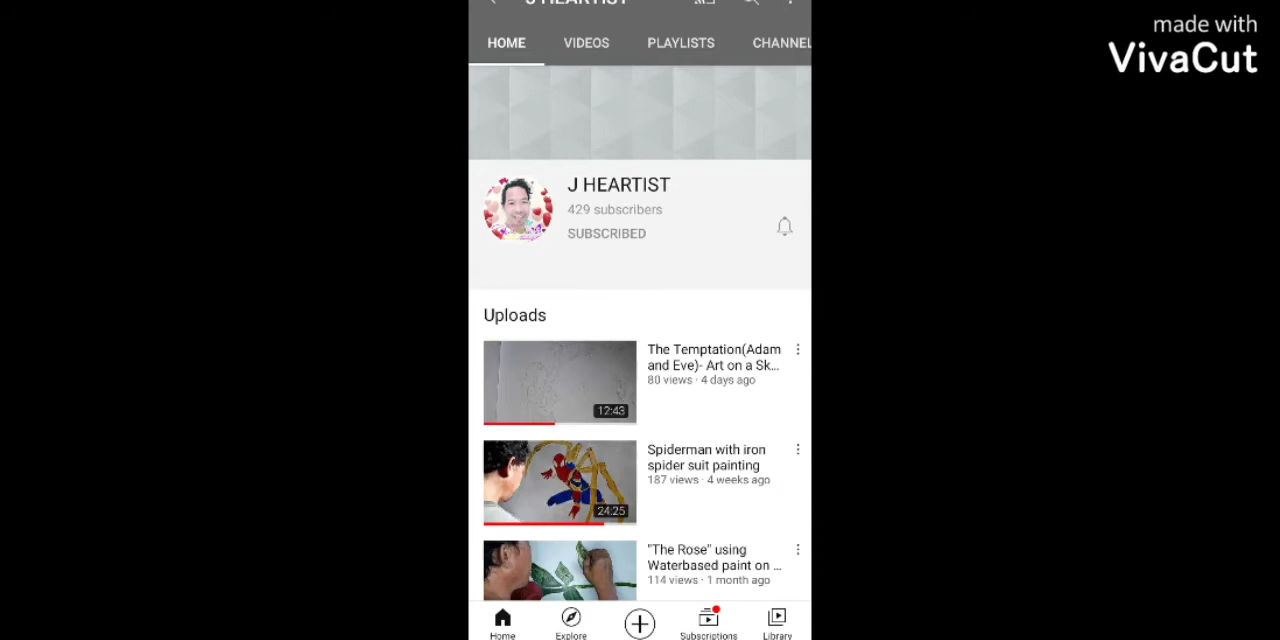 made with
VivaCut
J HEARTIST
HOME VIDEOS PLAYLISTS CHANNEL
J HEARTIST
429 subscribers
SUBSCRIBED
Uploads
The Temptation(Adam
and Eve)- Art on a Sk...
80 views · 4 days ago
12:43
Spiderman with iron
spider suit painting
187 views · 4 weeks ago
24:25
"The Rose" using
Waterbased paint on ...
114 views · 1 month ago
Home Explore Subscriptions Library